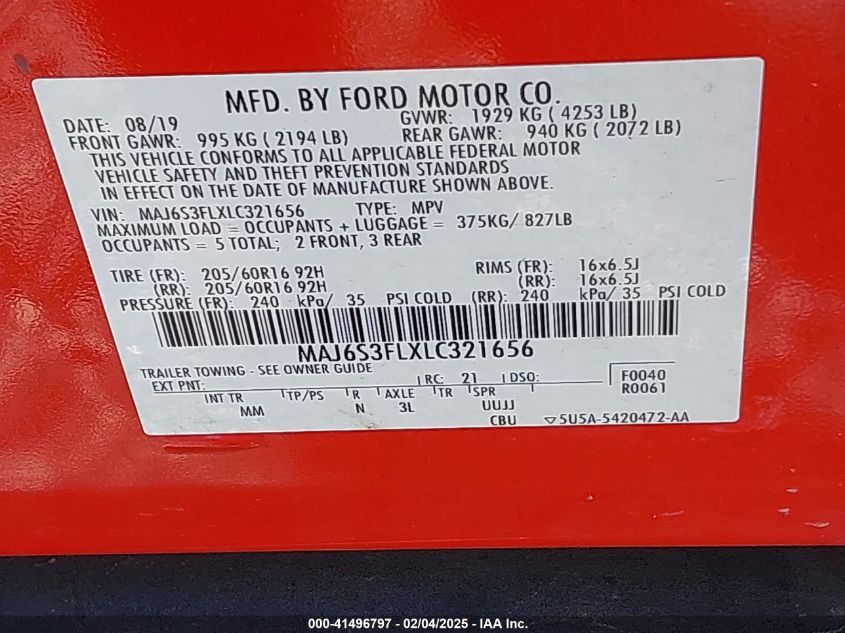 MFD. BY FORD MOTOR CO.
DATE: 08/19 GVWR: 1929 KG ( 4253 LB)
FRONT GAWR: 995 KG ( 2194 LB) REAR GAWR: 940 KG ( 2072 LB)
THIS VEHICLE CONFORMS TO ALL APPLICABLE FEDERAL MOTOR
VEHICLE SAFETY AND THEFT PREVENTION STANDARDS
IN EFFECT ON THE DATE OF MANUFACTURE SHOWN ABOVE.
VIN: MAJ6S3FLXLC321656 TYPE: MPV
MAXIMUM LOAD = OCCUPANTS + LUGGAGE = 375KG/ 827LB
OCCUPANTS = 5 TOTAL; 2 FRONT, 3 REAR
TIRE (FR): 205/60R16 92H RIMS (FR): 16x6.5J
(RR): 205/60R16 92H (RR): 16x6.5J
PRESSURE (FR): 240 kPa/ 35 PSI COLD (RR): 240 kPa/ 35 PSI COLD
MAJ6S3FLXLC321656
TRAILER TOWING - SEE OWNER GUIDE
EXT PNT: RC: 21 DSO: F0040
INT TR TP/PS R AXLE TR SPR R0061
MM N 3L UUJJ
CBU ▽5U5A-5420472-AA
000-41496797 - 02/04/2025 - IAA Inc.